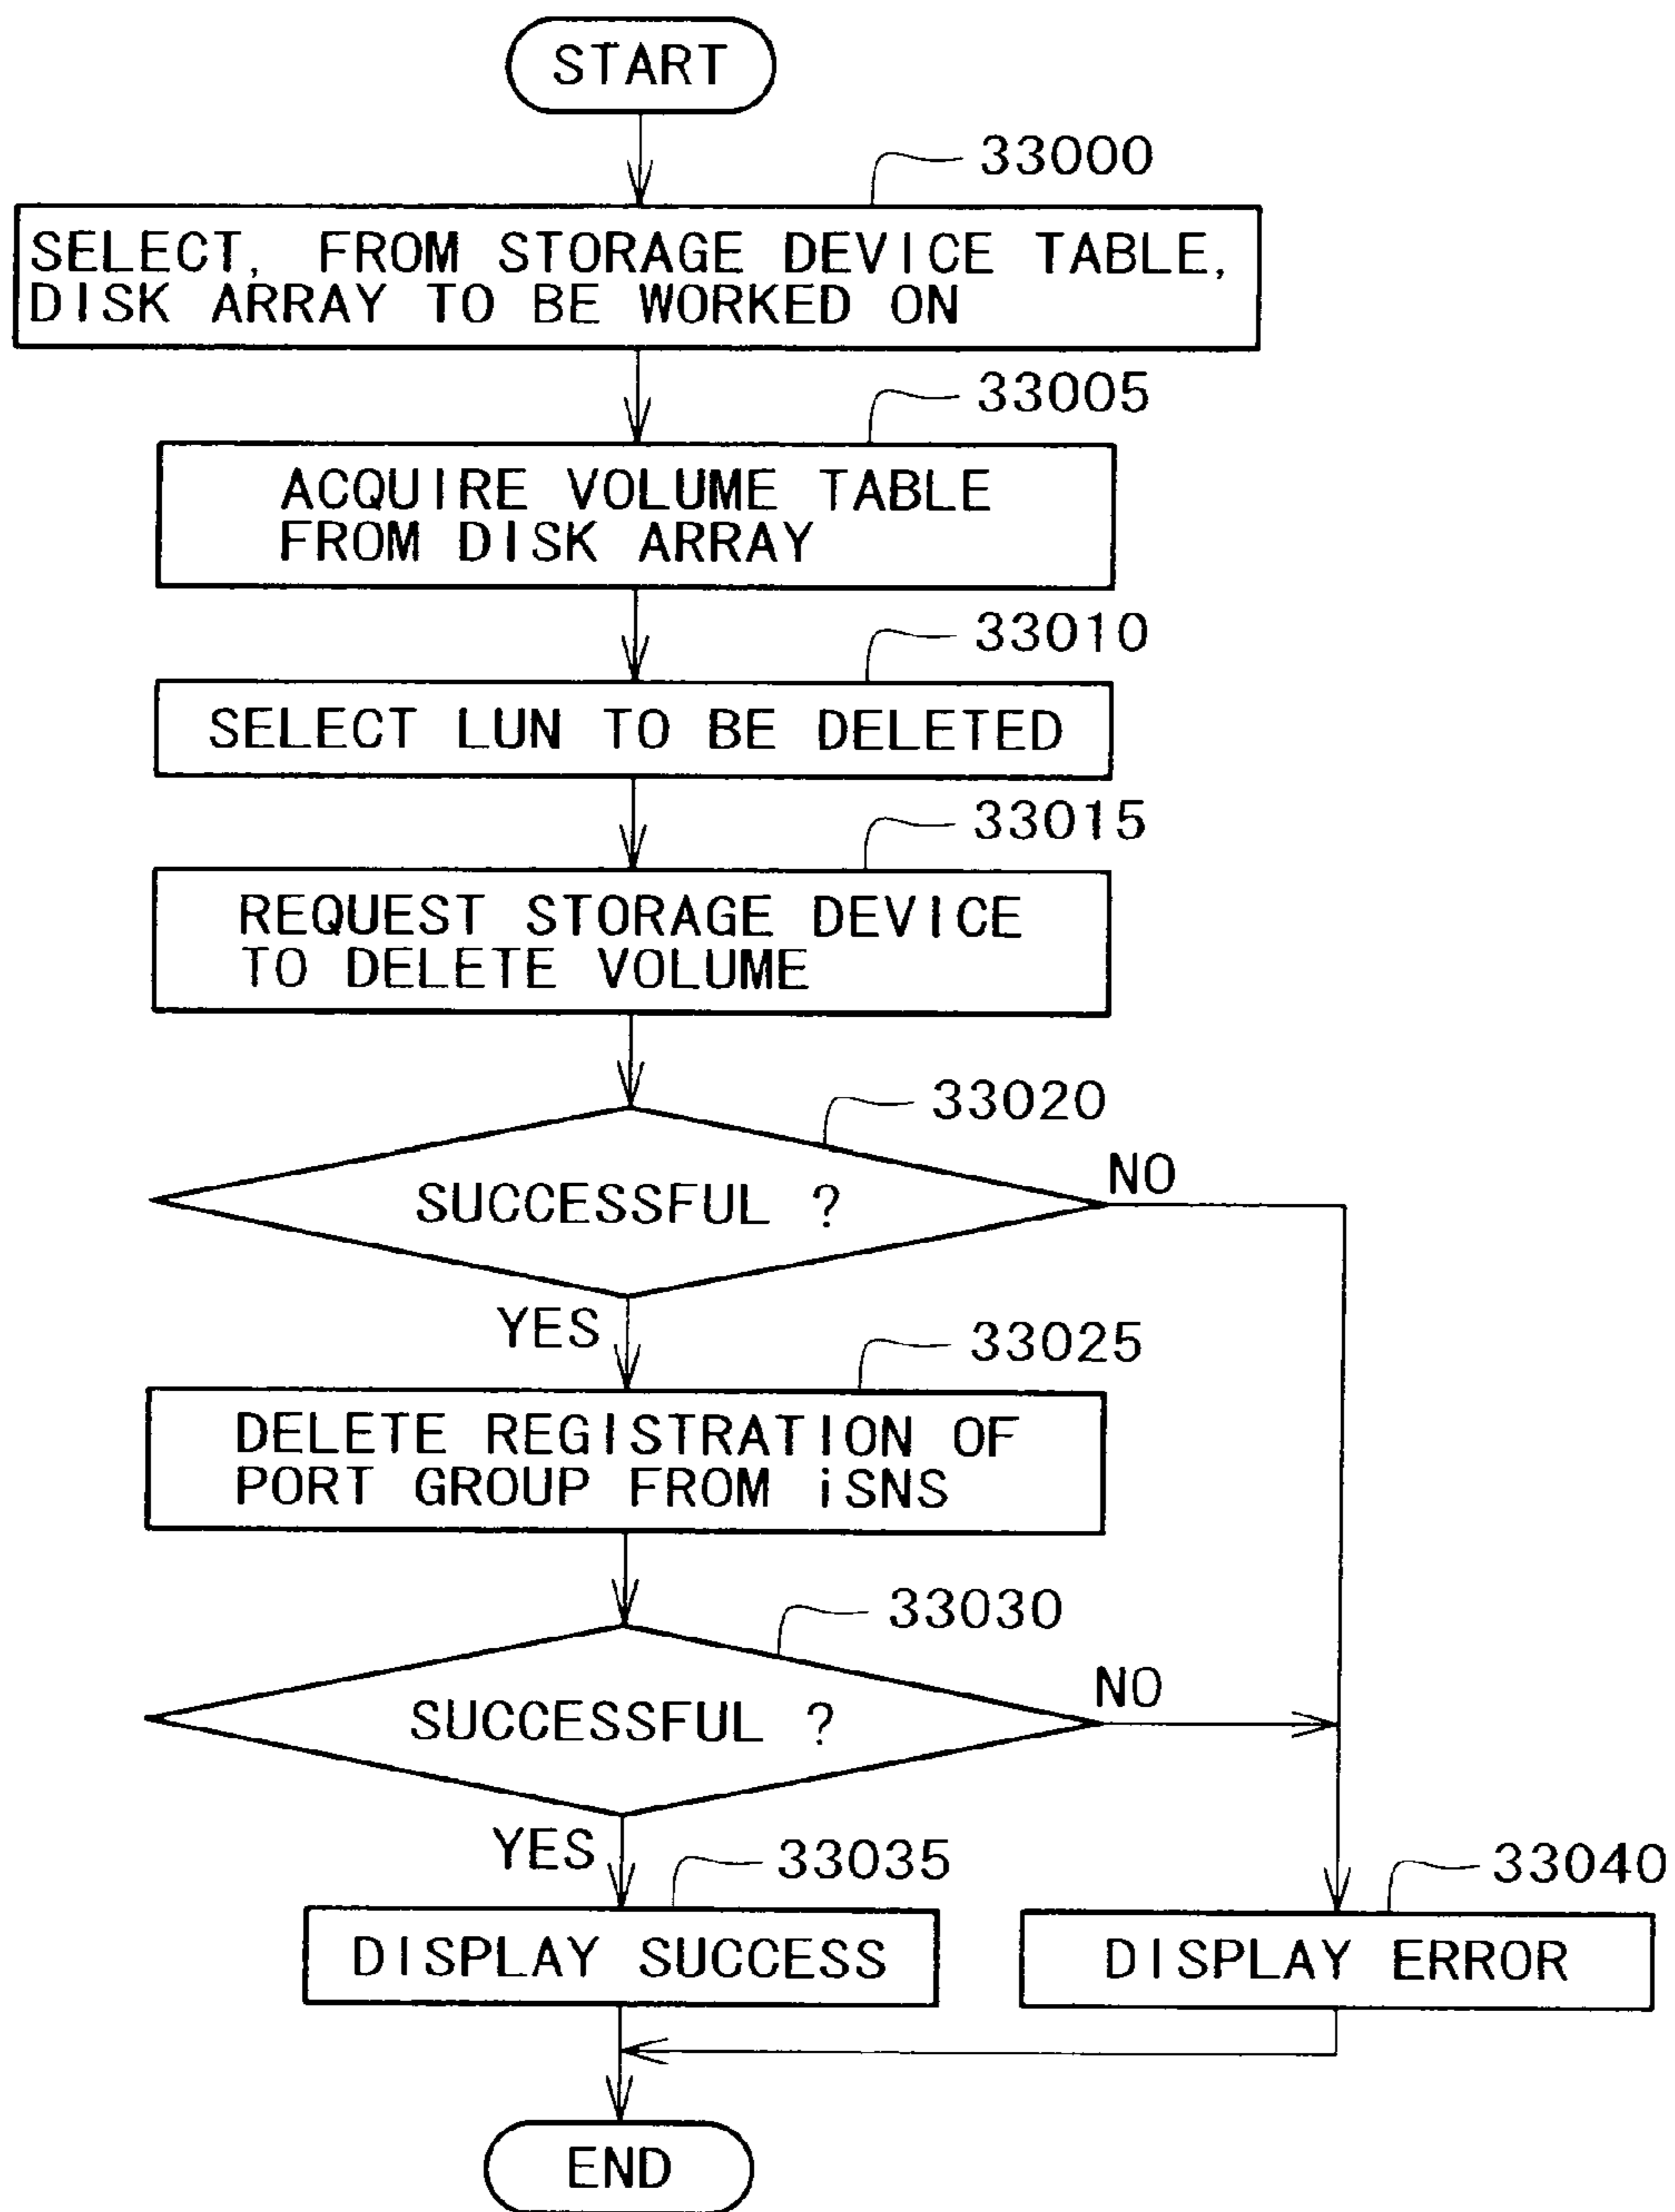 START
33000
SELECT, FROM STORAGE DEVICE TABLE,
DISK ARRAY TO BE WORKED ON
33005
ACQUIRE VOLUME TABLE
FROM DISK ARRAY
33010
SELECT LUN TO BE DELETED
33015
REQUEST STORAGE DEVICE
TO DELETE VOLUME
33020
SUCCESSFUL ?
NO
YES
33025
DELETE REGISTRATION OF
PORT GROUP FROM iSNS
33030
SUCCESSFUL ?
NO
YES
33035
DISPLAY SUCCESS
33040
DISPLAY ERROR
END